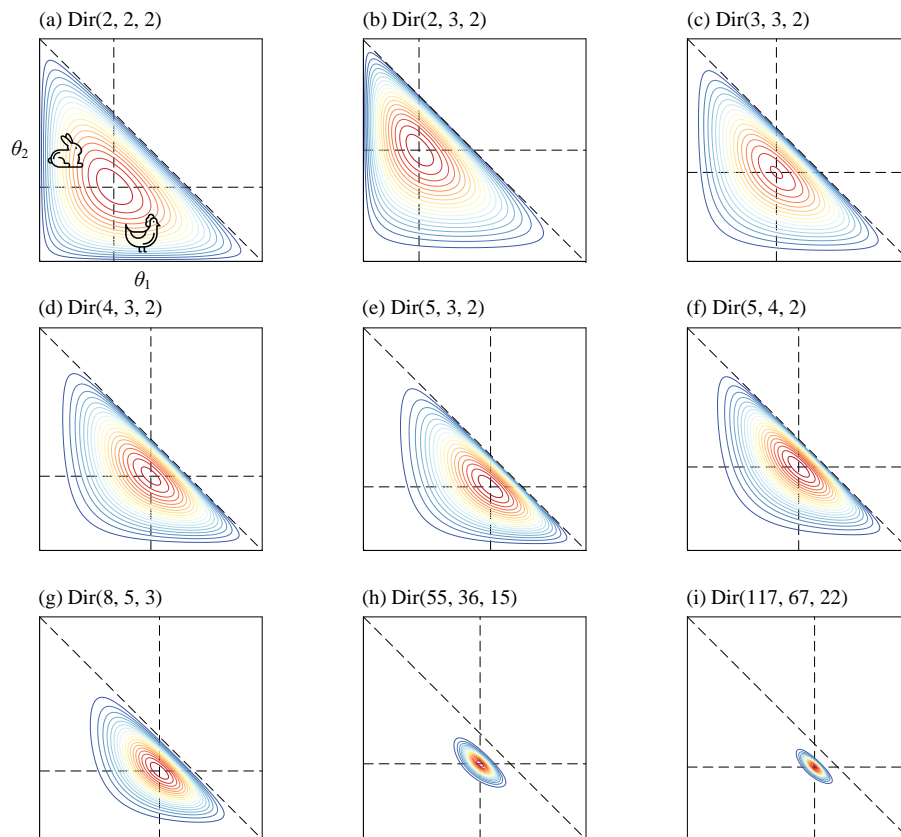 (a) Dir(2, 2, 2)
(b) Dir(2, 3, 2)
(c) Dir(3, 3, 2)
θ2
θ1
(d) Dir(4, 3, 2)
(e) Dir(5, 3, 2)
(f) Dir(5, 4, 2)
(g) Dir(8, 5, 3)
(h) Dir(55, 36, 15)
(i) Dir(117, 67, 22)